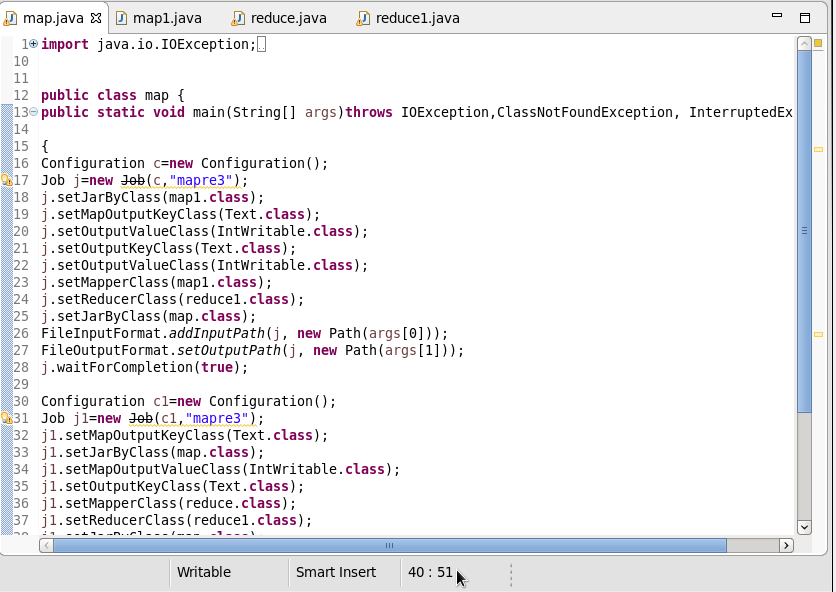 map.java
map1.java
reduce.java
reduce1.java
1 import java.io.IOException;
10
11
12 public class map {
13 public static void main(String[] args)throws IOException,ClassNotFoundException, InterruptedEx
14
15 {
16 Configuration c=new Configuration();
17 Job j=new Job(c,"mapre3");
18 j.setJarByClass(map1.class);
19 j.setMapOutputKeyClass(Text.class);
20 j.setOutputValueClass(IntWritable.class);
21 j.setOutputKeyClass(Text.class);
22 j.setOutputValueClass(IntWritable.class);
23 j.setMapperClass(map1.class);
24 j.setReducerClass(reduce1.class);
25 j.setJarByClass(map.class);
26 FileInputFormat.addInputPath(j, new Path(args[0]));
27 FileOutputFormat.setOutputPath(j, new Path(args[1]));
28 j.waitForCompletion(true);
29
30 Configuration c1=new Configuration();
31 Job j1=new Job(c1,"mapre3");
32 j1.setMapOutputKeyClass(Text.class);
33 j1.setJarByClass(map.class);
34 j1.setMapOutputValueClass(IntWritable.class);
35 j1.setOutputKeyClass(Text.class);
36 j1.setMapperClass(reduce.class);
37 j1.setReducerClass(reduce1.class);
Writable
Smart Insert
40 : 51